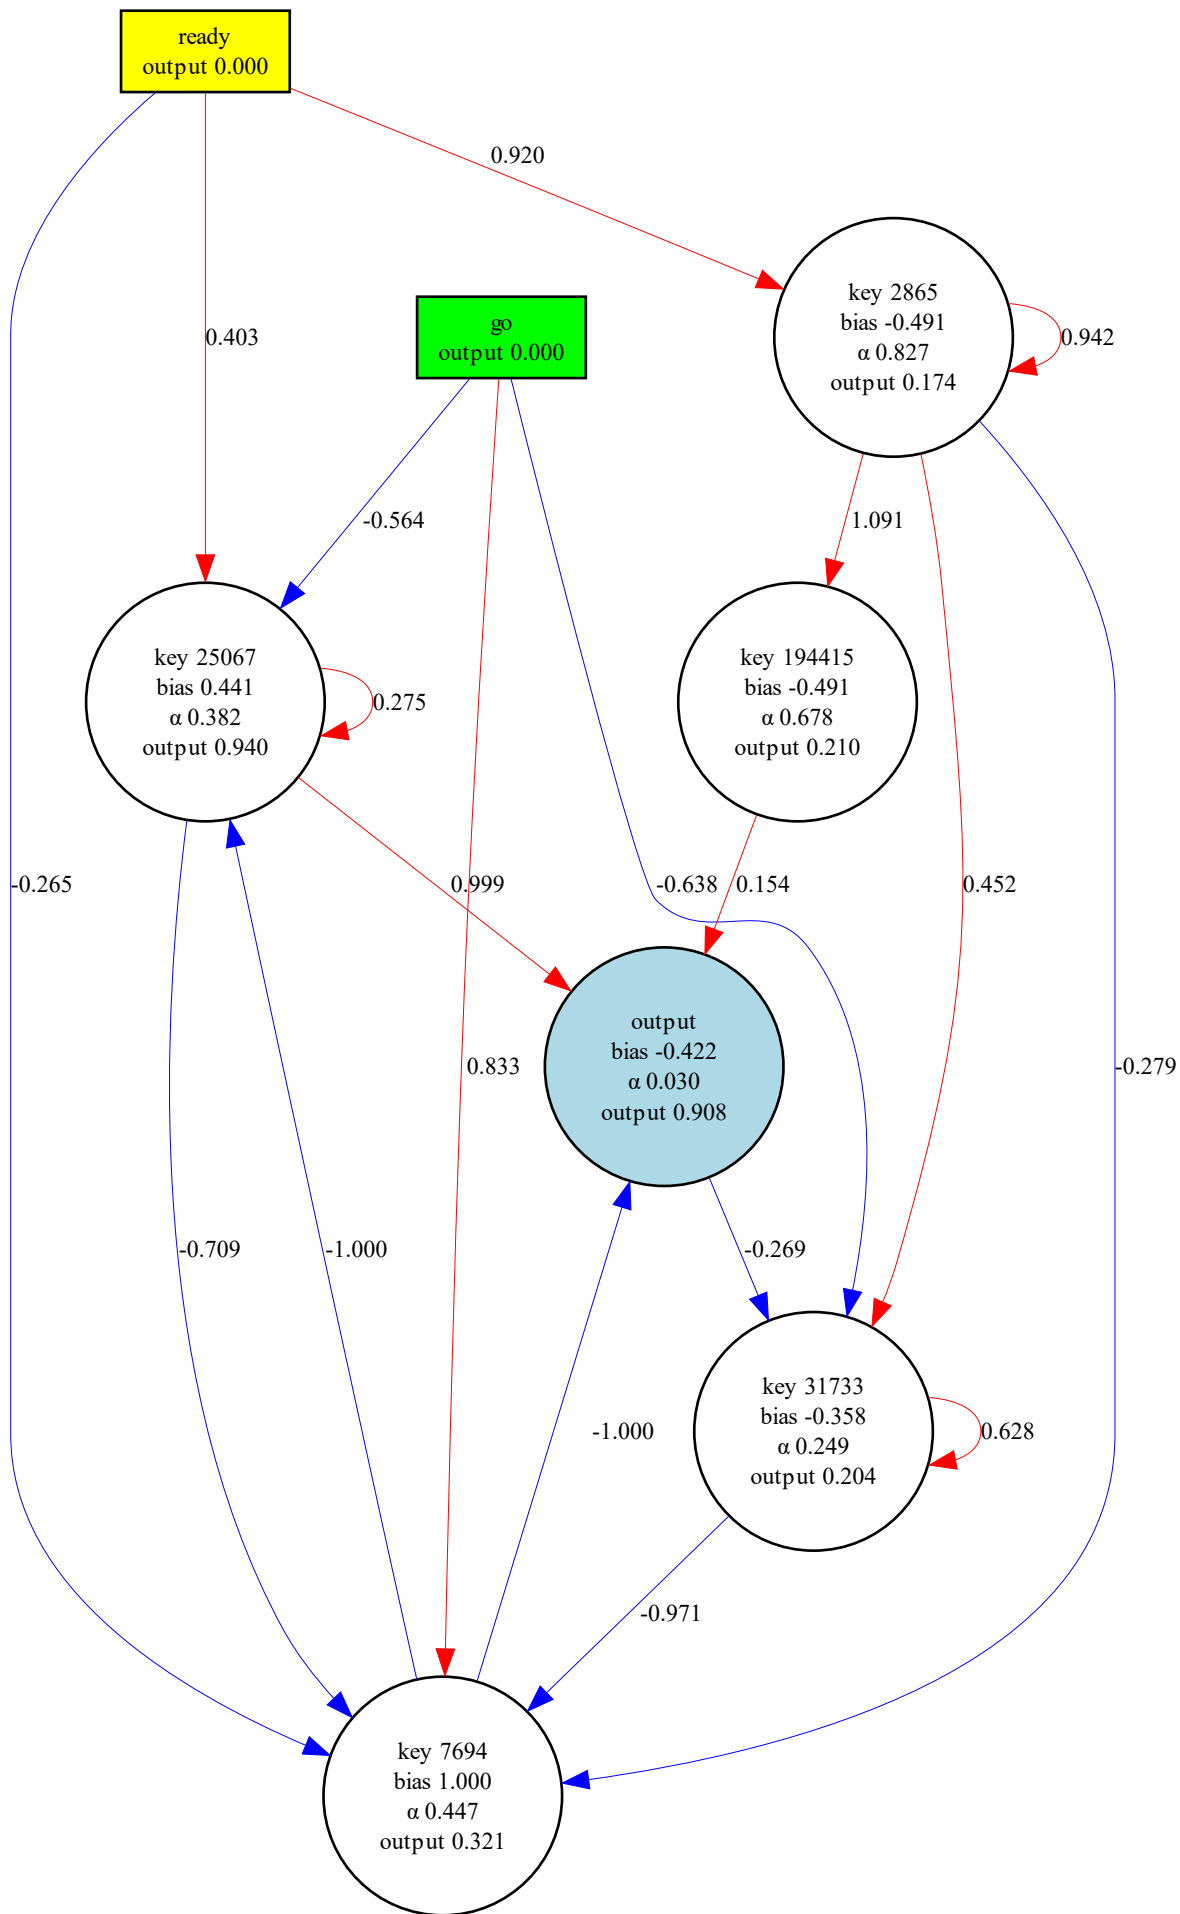 ready
output 0.000
0.920
key 2865
bias -0.491
α 0.827
output 0.174
0.942
go
output 0.000
0.403
-0.564
1.091
key 25067
bias 0.441
α 0.382
output 0.940
0.275
key 194415
bias -0.491
α 0.678
output 0.210
-0.265
0.999
-0.638
0.154
0.452
output
bias -0.422
α 0.030
output 0.908
0.833
-0.279
-0.709
-1.000
-0.269
key 31733
bias -0.358
α 0.249
output 0.204
0.628
-1.000
-0.971
key 7694
bias 1.000
α 0.447
output 0.321